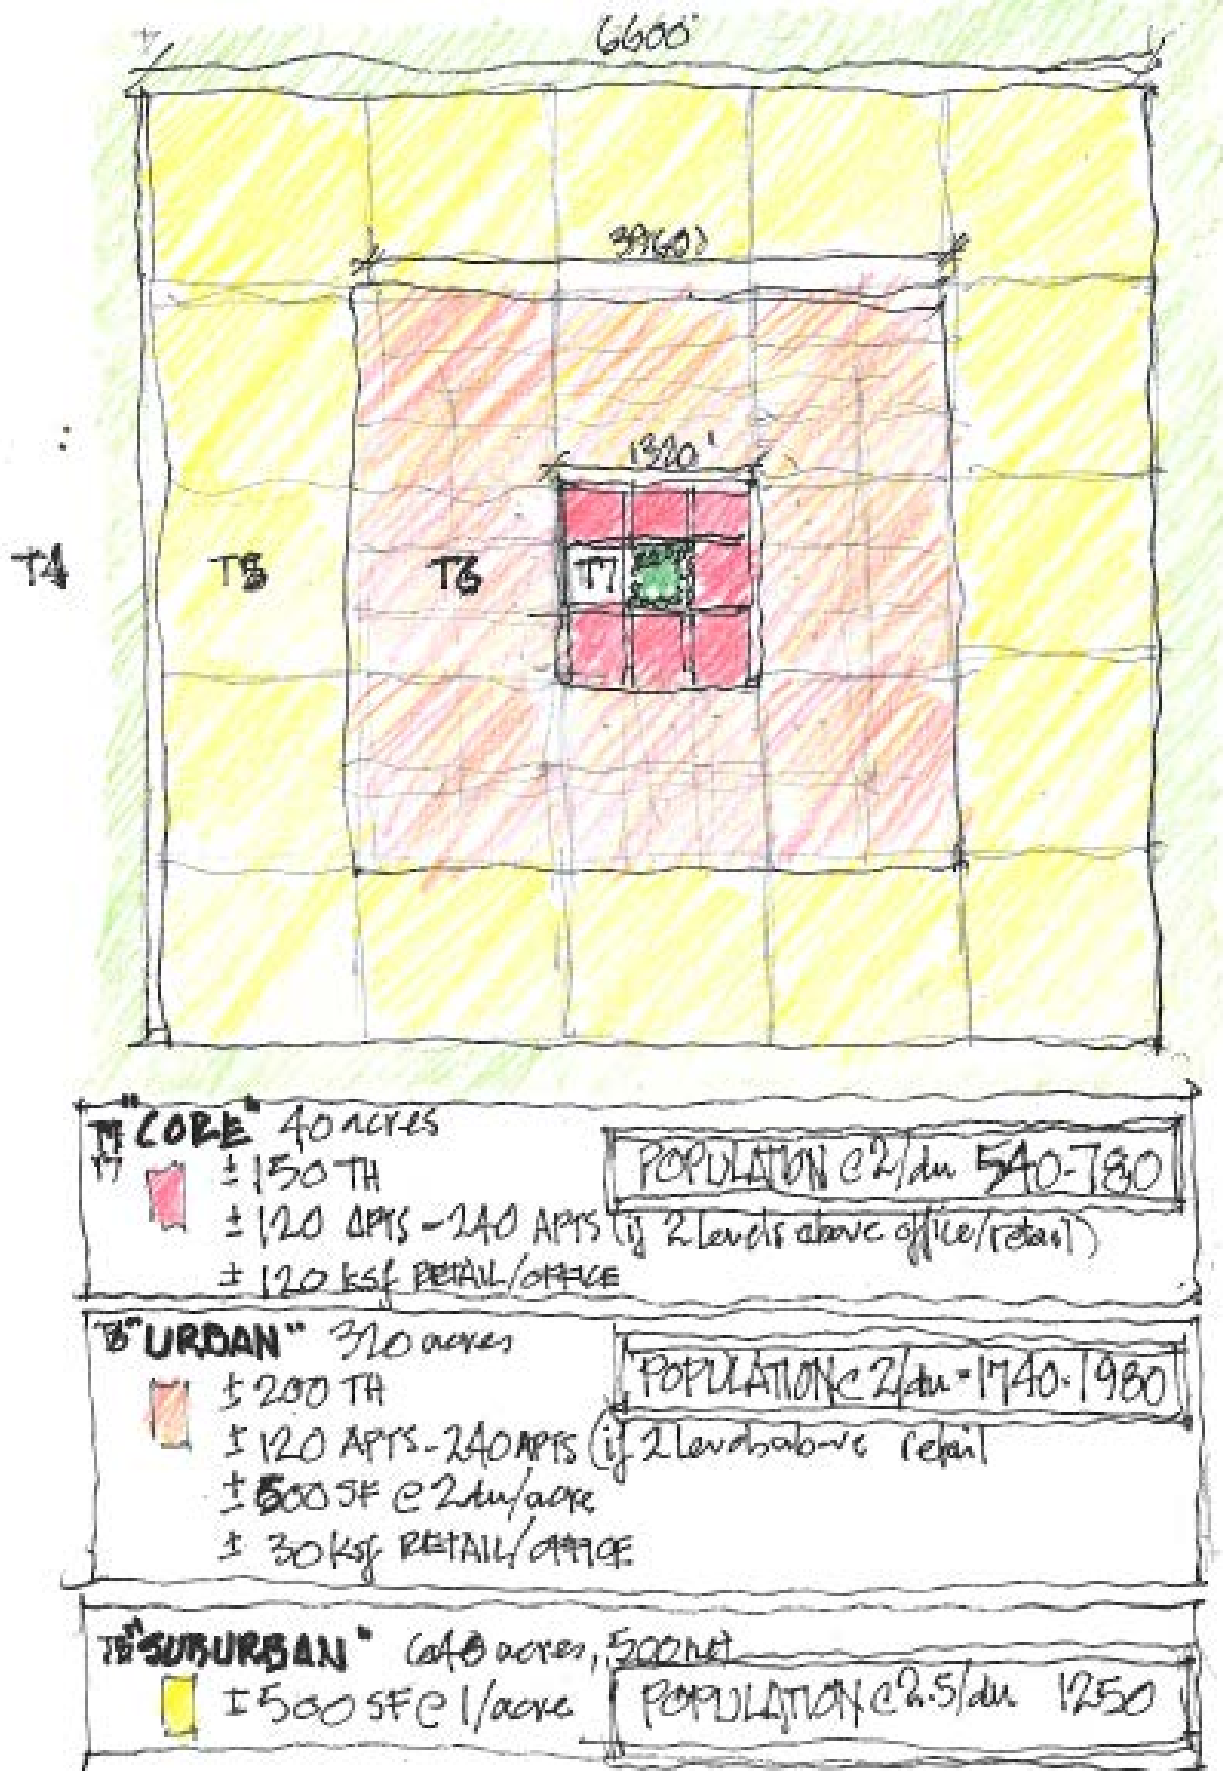 6600'
3960'
1320'
T4
T5
T6
T7
T7 "CORE" 40 acres
T7
± 150 TH
POPULATION @ 2/du 540-780
± 120 APTS - 240 APTS (if 2 levels above office/retail)
± 120 ksf RETAIL/OFFICE
T6 "URBAN" 320 acres
POPULATION @ 2/du = 1740-1980
± 200 TH
± 120 APTS - 240 APTS (if 2 levels above retail
± 500 SF @ 2 du/acre
± 30 ksf RETAIL/OFFICE
T5 "SUBURBAN" (640 acres, 500 net
± 500 SF @ 1/acre
POPULATION @ 2.5/du 1250